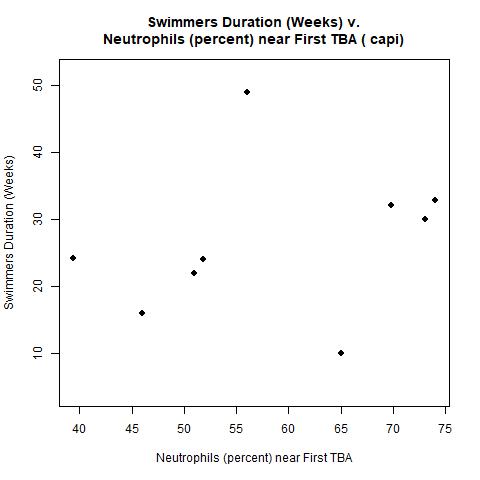 Swimmers Duration (Weeks) v.
Neutrophils (percent) near First TBA ( capi)
Swimmers Duration (Weeks)
50
40
30
20
10
40 45 50 55 60 65 70 75
Neutrophils (percent) near First TBA